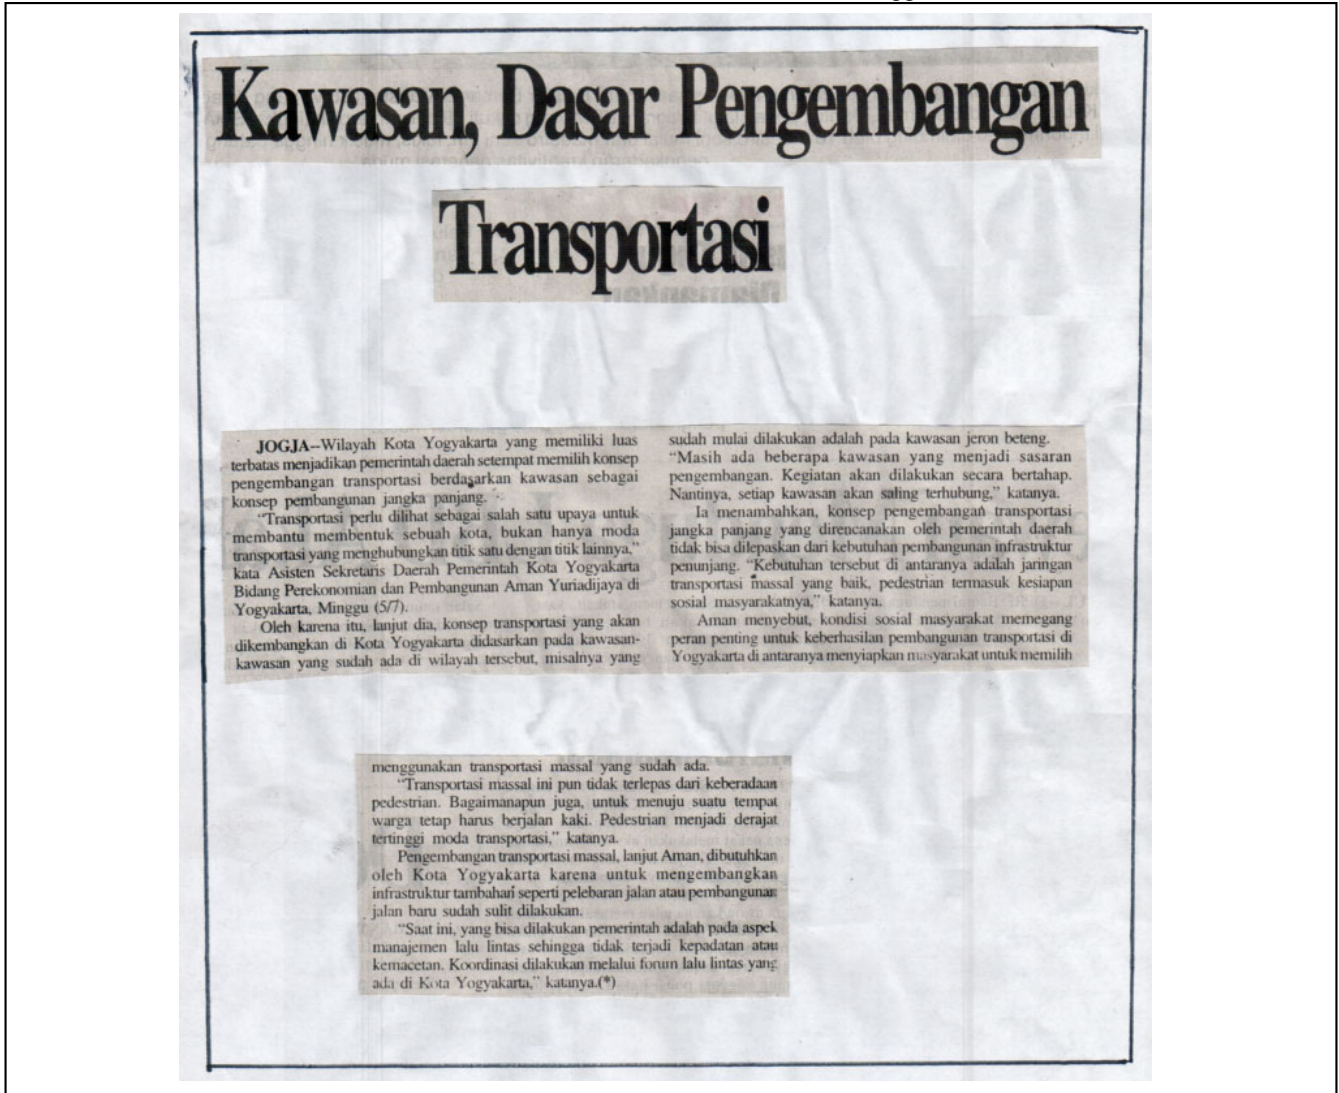 Kawasan, Dasar Pengembangan
Transportasi
JOGJA–Wilayah Kota Yogyakarta yang memiliki luas
terbatas menjadikan pemerintah daerah setempat memilih konsep
pengembangan transportasi berdasarkan kawasan sebagai
konsep pembangunan jangka panjang.
“Transportasi perlu dilihat sebagai salah satu upaya untuk
membantu membentuk sebuah kota, bukan hanya moda
transportasi yang menghubungkan titik satu dengan titik lainnya,”
kata Asisten Sekretaris Daerah Pemerintah Kota Yogyakarta
Bidang Perekonomian dan Pembangunan Aman Yuriadijaya di
Yogyakarta, Minggu (5/7).
Oleh karena itu, lanjut dia, konsep transportasi yang akan
dikembangkan di Kota Yogyakarta didasarkan pada kawasan-
kawasan yang sudah ada di wilayah tersebut, misalnya yang
sudah mulai dilakukan adalah pada kawasan jeron beteng.
“Masih ada beberapa kawasan yang menjadi sasaran
pengembangan. Kegiatan akan dilakukan secara bertahap.
Nantinya, setiap kawasan akan saling terhubung,” katanya.
Ia menambahkan, konsep pengembangan transportasi
jangka panjang yang direncanakan oleh pemerintah daerah
tidak bisa dilepaskan dari kebutuhan pembangunan infrastruktur
penunjang. “Kebutuhan tersebut di antaranya adalah jaringan
transportasi massal yang baik, pedestrian termasuk kesiapan
sosial masyarakatnya,” katanya.
Aman menyebut, kondisi sosial masyarakat memegang
peran penting untuk keberhasilan pembangunan transportasi di
Yogyakarta di antaranya menyiapkan masyarakat untuk memilih
menggunakan transportasi massal yang sudah ada.
“Transportasi massal ini pun tidak terlepas dari keberadaan
pedestrian. Bagaimanapun juga, untuk menuju suatu tempat
warga tetap harus berjalan kaki. Pedestrian menjadi derajat
tertinggi moda transportasi,” katanya.
Pengembangan transportasi massal, lanjut Aman, dibutuhkan
oleh Kota Yogyakarta karena untuk mengembangkan
infrastruktur tambahan seperti pelebaran jalan atau pembangunan
jalan baru sudah sulit dilakukan.
“Saat ini, yang bisa dilakukan pemerintah adalah pada aspek
manajemen lalu lintas sehingga tidak terjadi kepadatan atau
kemacetan. Koordinasi dilakukan melalui forum lalu lintas yang
ada di Kota Yogyakarta,” katanya.(*)